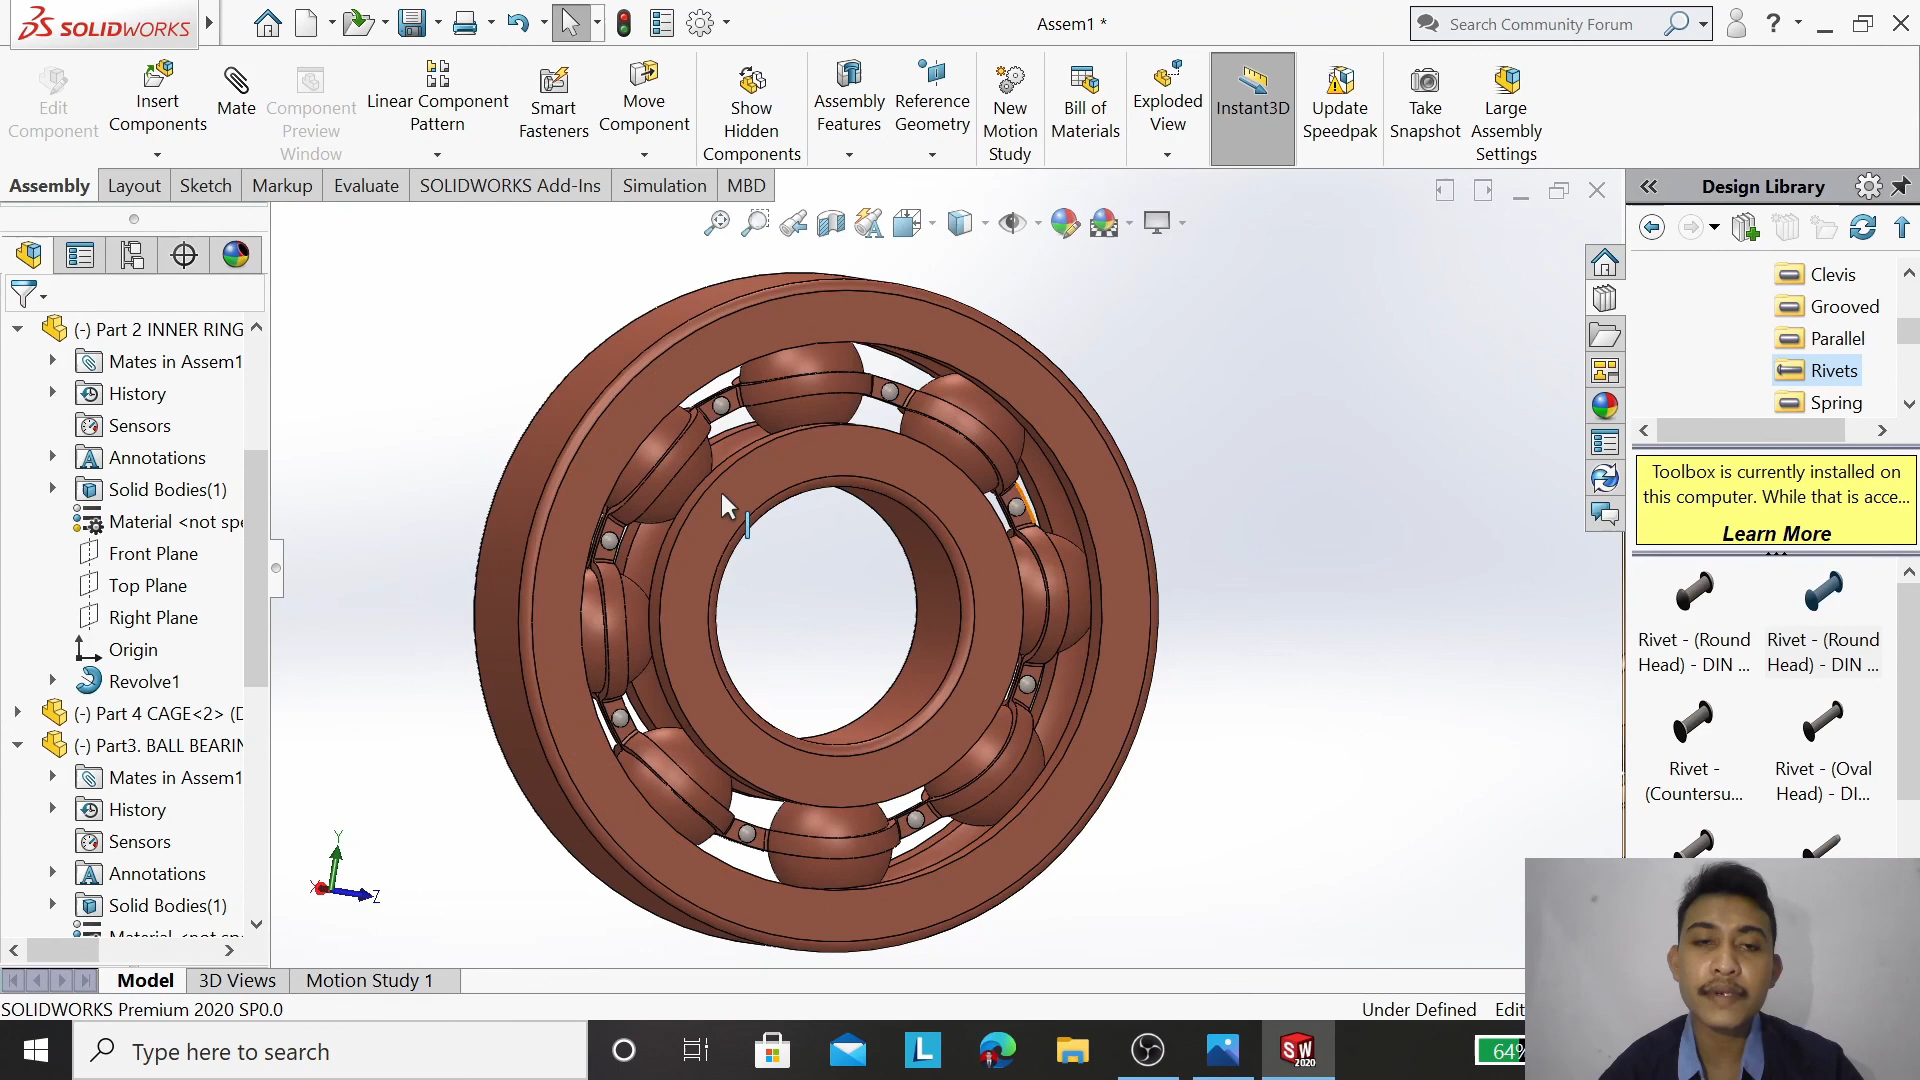 SOLIDWORKS
Assem1 *
Search Community Forum
?
Edit Component
Insert Components
Mate
Component Preview Window
Linear Component Pattern
Smart Fasteners
Move Component
Show Hidden Components
Assembly Features
Reference Geometry
New Motion Study
Bill of Materials
Exploded View
Instant3D
Update Speedpak
Take Snapshot
Large Assembly Settings
Assembly
Layout
Sketch
Markup
Evaluate
SOLIDWORKS Add-Ins
Simulation
MBD
Design Library
(-) Part 2 INNER RING
Mates in Assem1
History
Sensors
Annotations
Solid Bodies(1)
Material <not spe
Front Plane
Top Plane
Right Plane
Origin
Revolve1
(-) Part 4 CAGE<2> (D
(-) Part3. BALL BEARIN
Mates in Assem1
History
Sensors
Annotations
Solid Bodies(1)
Y
X
Z
Clevis
Grooved
Parallel
Rivets
Spring
Toolbox is currently installed on
this computer. While that is acce...
Learn More
Rivet - (Round
Head) - DIN ...
Rivet - (Round
Head) - DIN ...
Rivet -
(Countersu...
Rivet - (Oval
Head) - DI...
Model
3D Views
Motion Study 1
SOLIDWORKS Premium 2020 SP0.0
Under Defined
Edit
Type here to search
L
SW
2020
64%